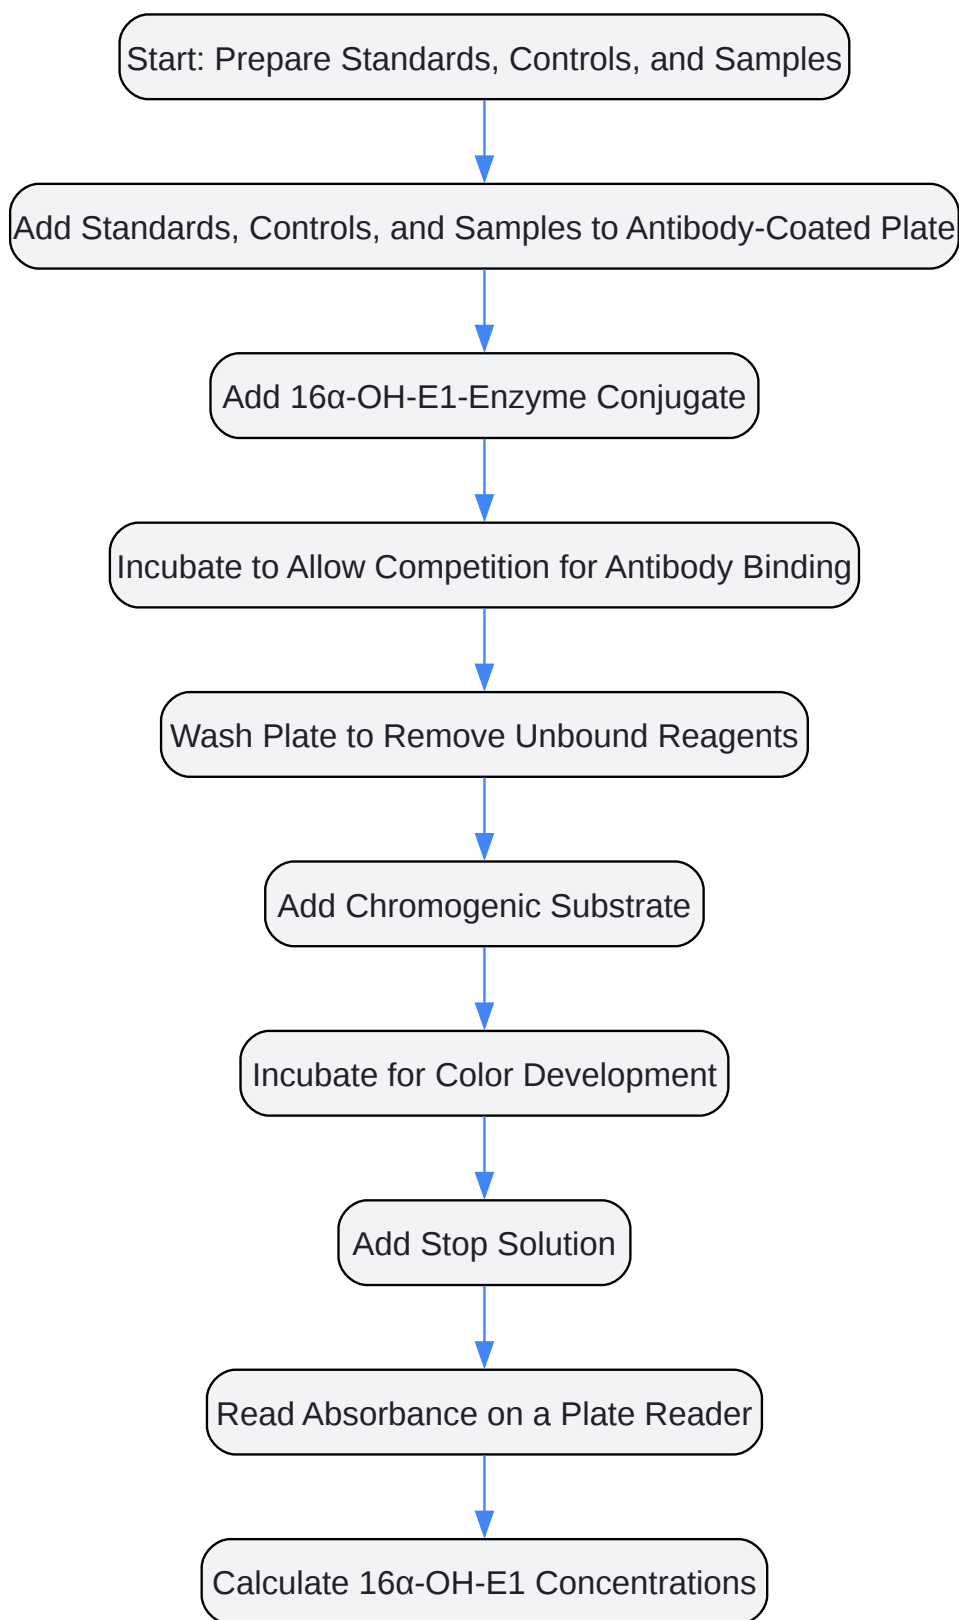 Start: Prepare Standards, Controls, and Samples
Add Standards, Controls, and Samples to Antibody-Coated Plate
Add 16α-OH-E1-Enzyme Conjugate
Incubate to Allow Competition for Antibody Binding
Wash Plate to Remove Unbound Reagents
Add Chromogenic Substrate
Incubate for Color Development
Add Stop Solution
Read Absorbance on a Plate Reader
Calculate 16α-OH-E1 Concentrations